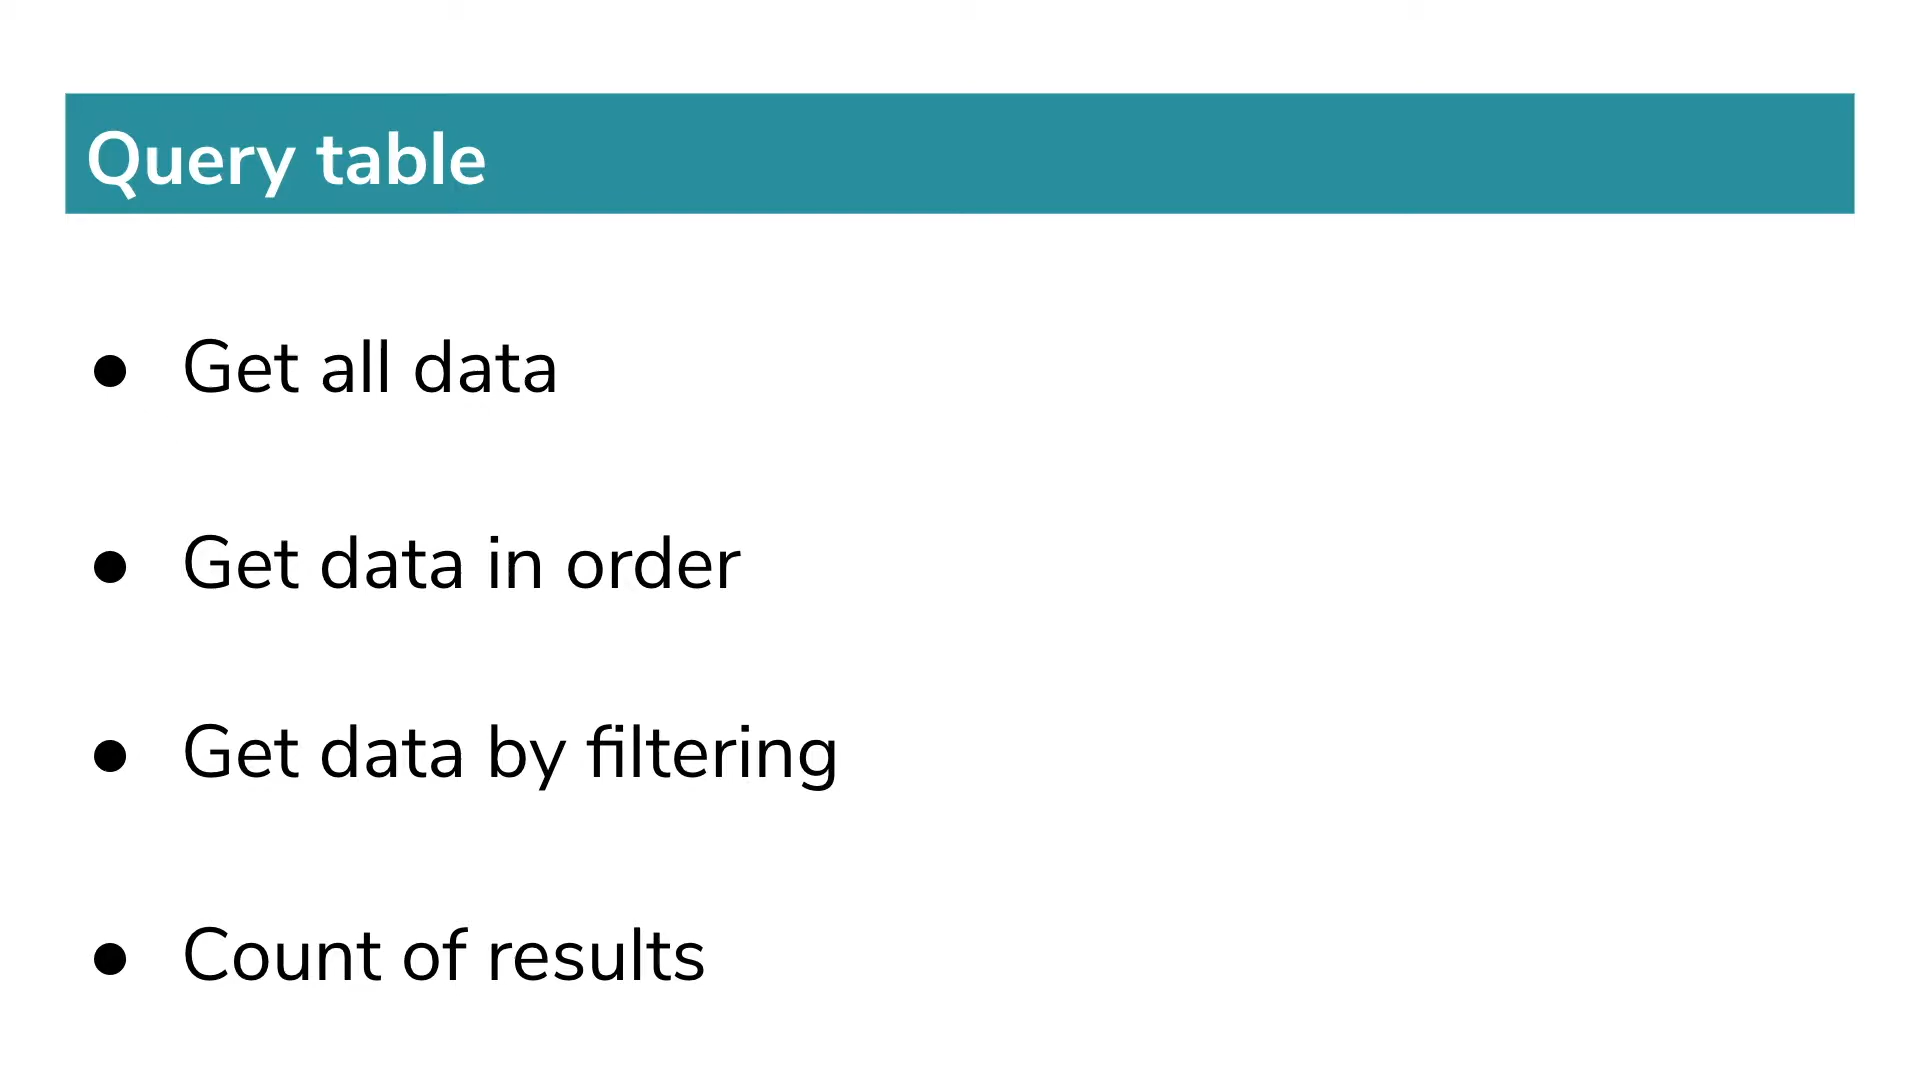 Query table
● Get all data
● Get data in order
● Get data by filtering
● Count of results